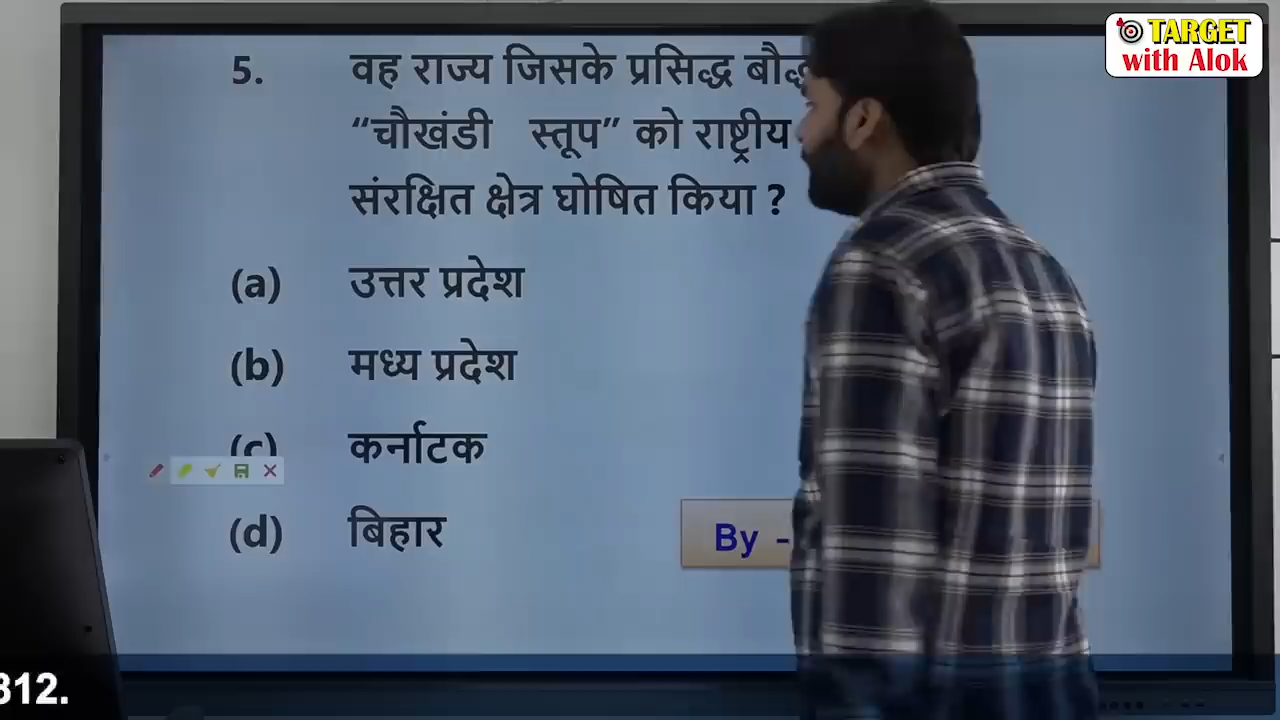 TARGET
with Alok
5. वह राज्य जिसके प्रसिद्ध
“चौखंडी स्तूप” को राष्ट्रीय
संरक्षित क्षेत्र घोषित किया ?
(a) उत्तर प्रदेश
(b) मध्य प्रदेश
(c) कर्नाटक
(d) बिहार
By -
312.